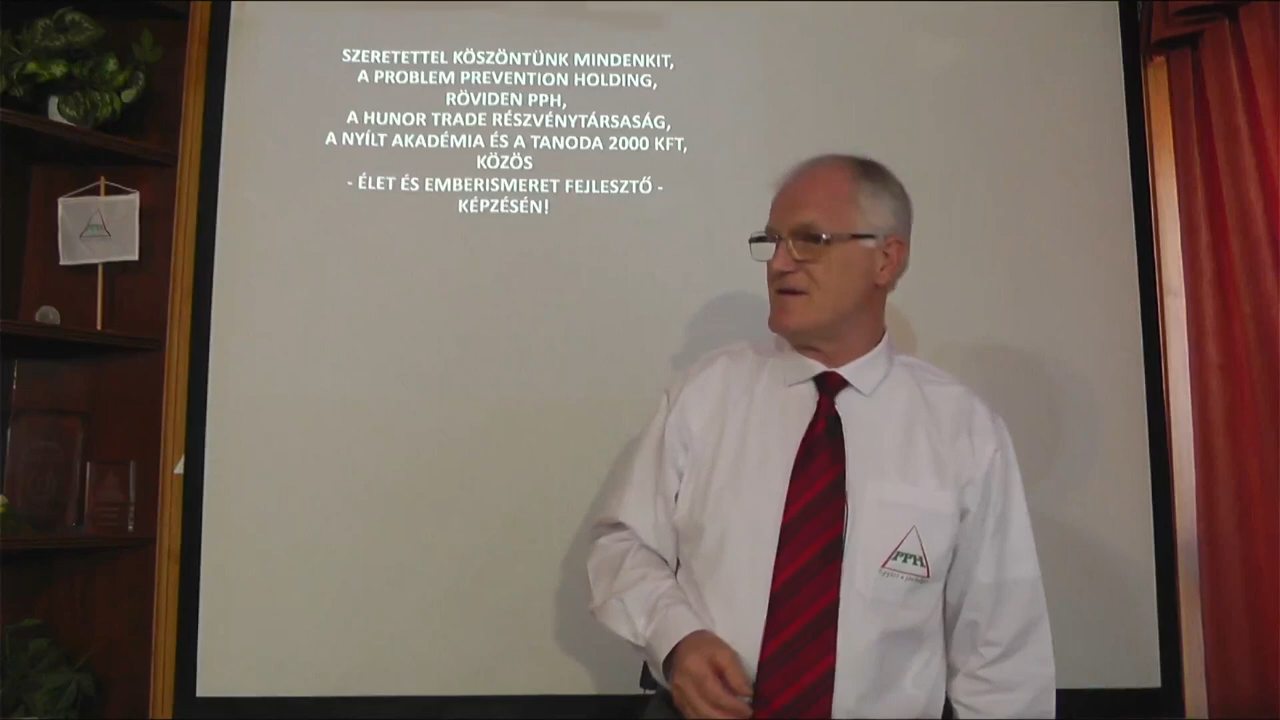 SZERETETTEL KÖSZÖNTÜNK MINDENKIT,
A PROBLEM PREVENTION HOLDING,
RÖVIDEN PPH,
A HUNOR TRADE RÉSZVÉNYTÁRSASÁG,
A NYÍLT AKADÉMIA ÉS A TANODA 2000 KFT,
KÖZÖS
- ÉLET ÉS EMBERISMERET FEJLESZTŐ -
KÉPZÉSÉN!
PPH
PPH